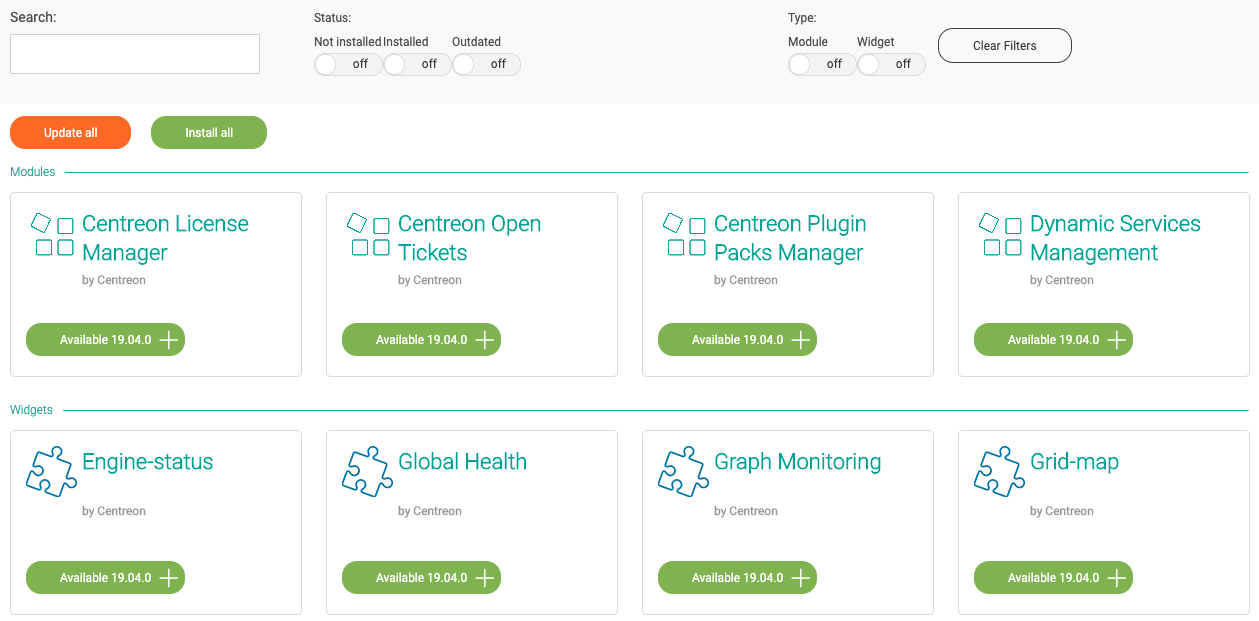 Search:
Status:
Type:
Not installed Installed Outdated
Module Widget
off off off
off off
Clear Filters
Update all
Install all
Modules
Centreon License
Manager
by Centreon
Available 19.04.0
Centreon Open
Tickets
by Centreon
Available 19.04.0
Centreon Plugin
Packs Manager
by Centreon
Available 19.04.0
Dynamic Services
Management
by Centreon
Available 19.04.0
Widgets
Engine-status
by Centreon
Available 19.04.0
Global Health
by Centreon
Available 19.04.0
Graph Monitoring
by Centreon
Available 19.04.0
Grid-map
by Centreon
Available 19.04.0